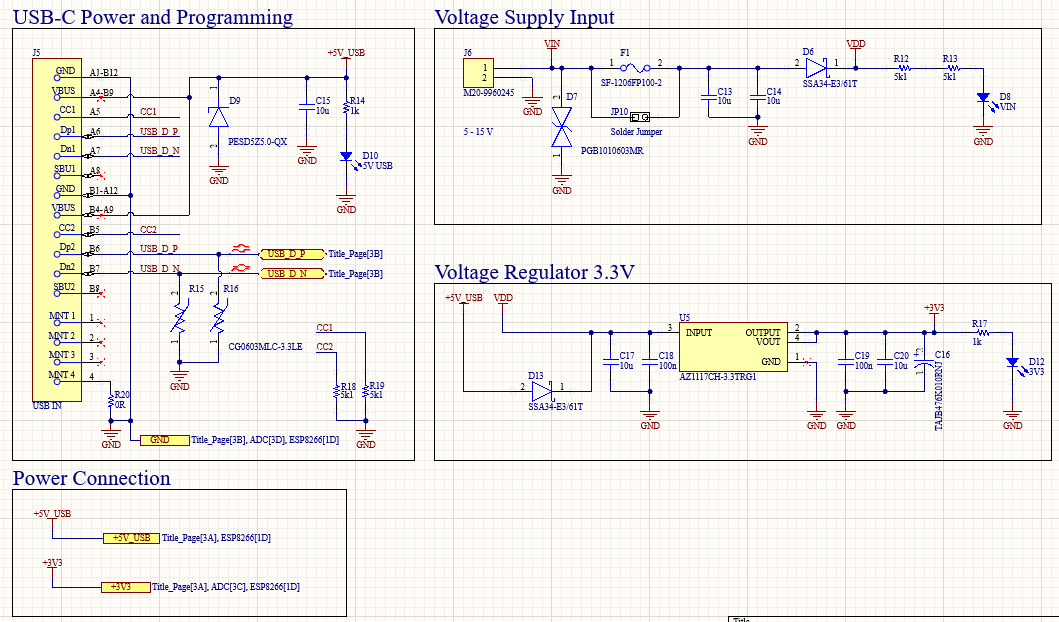 USB-C Power and Programming
J5
GND
A1-B12
VBUS
A4-B9
CC1
A5
CC1
Dp1
A6
USB_D_P
Dn1
A7
USB_D_N
SBU1
A8
GND
B1-A12
VBUS
B4-A9
CC2
B5
CC2
Dp2
B6
USB_D_P
Dn2
B7
USB_D_N
SBU2
B8
MNT 1
1
MNT 2
2
MNT 3
3
MNT 4
4
USB IN
R20
0R
GND
1
D9
2
PESD5Z5.0-QX
GND
C15
10u
GND
+5V_USB
R14
1k
D10
5V USB
GND
USB_D_P
Title_Page[3B]
USB_D_N
Title_Page[3B]
2
R15
1
2
R16
1
CG0603MLC-3.3LE
GND
CC1
CC2
R18
5k1
R19
5k1
GND
GND
Title_Page[3B], ADC[3D], ESP8266[1D]
Voltage Supply Input
J6
1
2
M20-9960245
GND
5 - 15 V
VIN
2
D7
1
PGB1010603MR
GND
F1
1
2
SF-1206FP100-2
JP10
Solder Jumper
C13
10u
C14
10u
GND
D6
2
1
SSA34-E3/61T
VDD
R12
5k1
R13
5k1
D8
VIN
GND
Voltage Regulator 3.3V
+5V_USB
VDD
D13
2
1
SSA34-E3/61T
C17
10u
C18
100n
GND
U5
3
INPUT
OUTPUT
2
VOUT
4
GND
1
AZ1117CH-3.3TRG1
GND
C19
100n
C20
10u
GND
+3V3
C16
1
TAJB476K010RNJ
R17
1k
D12
3V3
GND
Power Connection
+5V_USB
+5V_USB
Title_Page[3A], ESP8266[1D]
+3V3
+3V3
Title_Page[3A], ADC[3C], ESP8266[1D]
Title